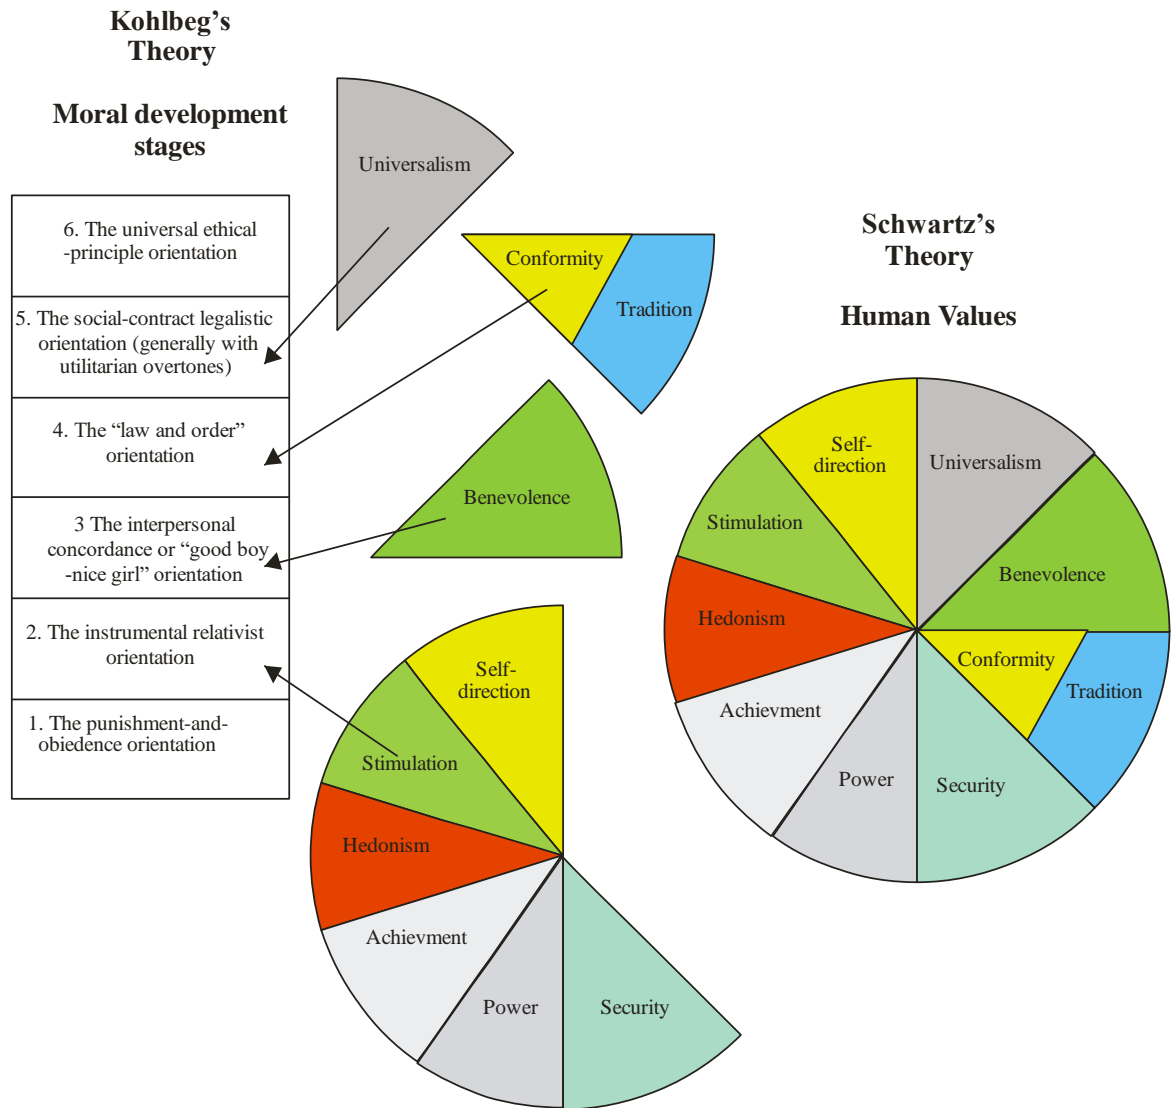 Kohlbeg's
Theory
Moral development
stages
6. The universal ethical
-principle orientation
5. The social-contract legalistic
orientation (generally with
utilitarian overtones)
4. The “law and order”
orientation
3 The interpersonal
concordance or “good boy
-nice girl” orientation
2. The instrumental relativist
orientation
1. The punishment-and-
obiedence orientation
Universalism
Conformity
Tradition
Benevolence
Self-
direction
Stimulation
Hedonism
Achievment
Power
Security
Schwartz's
Theory
Human Values
Self-
direction
Universalism
Stimulation
Benevolence
Hedonism
Conformity
Tradition
Achievment
Power
Security